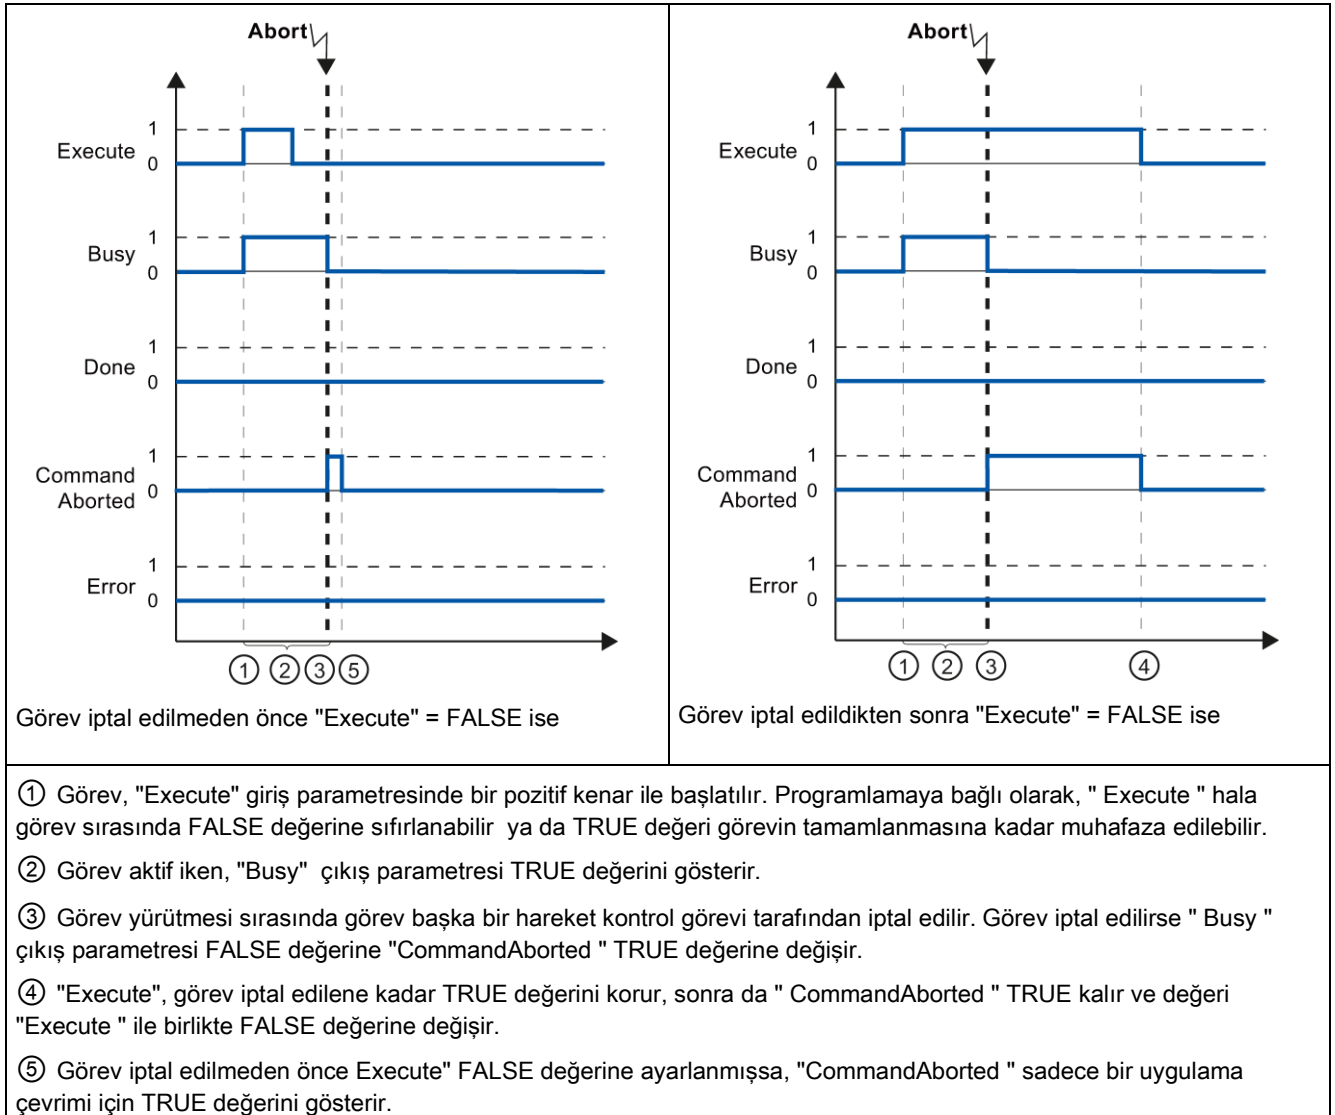 Abort
1
Execute
0
1
Busy
0
1
Done
0
1
Command
Aborted
0
1
Error
0
① ② ③ ⑤
Görev iptal edilmeden önce "Execute" = FALSE ise
Abort
1
Execute
0
1
Busy
0
1
Done
0
1
Command
Aborted
0
1
Error
0
① ② ③ ④
Görev iptal edildikten sonra "Execute" = FALSE ise
① Görev, "Execute" giriş parametresinde bir pozitif kenar ile başlatılır. Programlamaya bağlı olarak, " Execute " hala
görev sırasında FALSE değerine sıfırlanabilir ya da TRUE değeri görevin tamamlanmasına kadar muhafaza edilebilir.
② Görev aktif iken, "Busy" çıkış parametresi TRUE değerini gösterir.
③ Görev yürütmesi sırasında görev başka bir hareket kontrol görevi tarafından iptal edilir. Görev iptal edilirse " Busy "
çıkış parametresi FALSE değerine "CommandAborted " TRUE değerine değişir.
④ "Execute", görev iptal edilene kadar TRUE değerini korur, sonra da " CommandAborted " TRUE kalır ve değeri
"Execute " ile birlikte FALSE değerine değişir.
⑤ Görev iptal edilmeden önce Execute" FALSE değerine ayarlanmışsa, "CommandAborted " sadece bir uygulama
çevrimi için TRUE değerini gösterir.